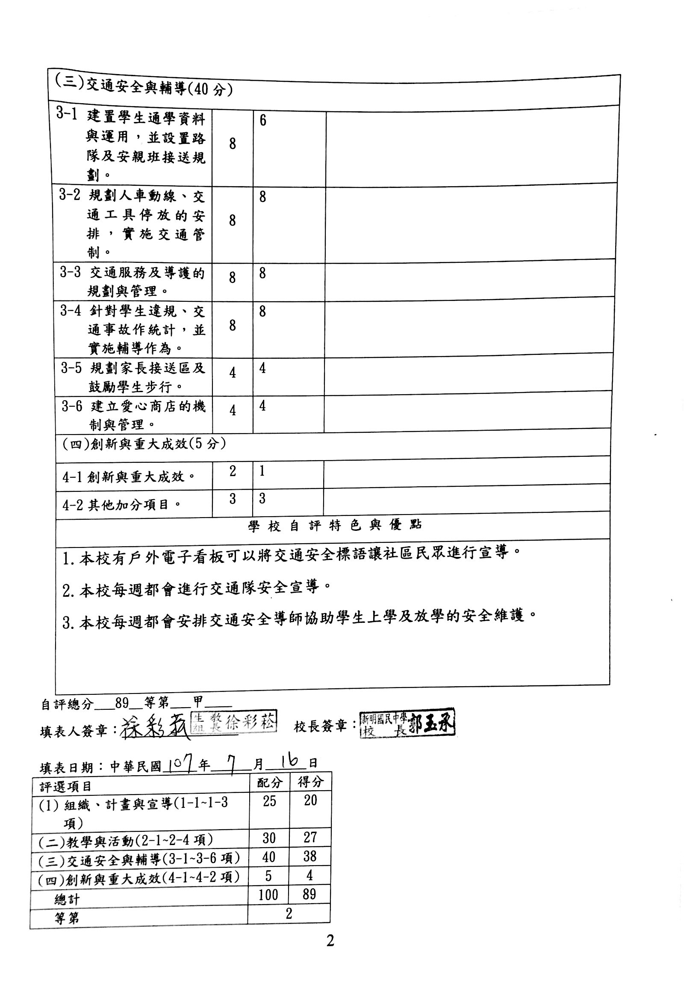 (三)交通安全與輔導(40 分)
3-1 建置學生通學資料
與運用，並設置路
隊及安親班接送規
劃。
8
6
3-2 規劃人車動線、交
通工具停放的安
排，實施交通管
制。
8
8
3-3 交通服務及導護的
規劃與管理。
8
8
3-4 針對學生違規、交
通事故作統計，並
實施輔導作為。
8
8
3-5 規劃家長接送區及
鼓勵學生步行。
4
4
3-6 建立愛心商店的機
制與管理。
4
4
(四)創新與重大成效(5 分)
4-1 創新與重大成效。 2 1
4-2 其他加分項目。 3 3
學校自評特色與優點
1. 本校有戶外電子看板可以將交通安全標語讓社區民眾進行宣導。
2. 本校每週都會進行交通隊安全宣導。
3. 本校每週都會安排交通安全導師協助學生上學及放學的安全維護。
自評總分___89__等第___甲____
填表人簽章：徐彩菘 生教組長徐彩菘 校長簽章：新明國民中學校長郭玉承
填表日期：中華民國107年7月16日
評選項目 配分 得分
(1) 組織、計畫與宣導(1-1~1-3 25 20
項)
(二)教學與活動(2-1~2-4 項) 30 27
(三)交通安全與輔導(3-1~3-6 項) 40 38
(四)創新與重大成效(4-1~4-2 項) 5 4
總計 100 89
等第 2
2